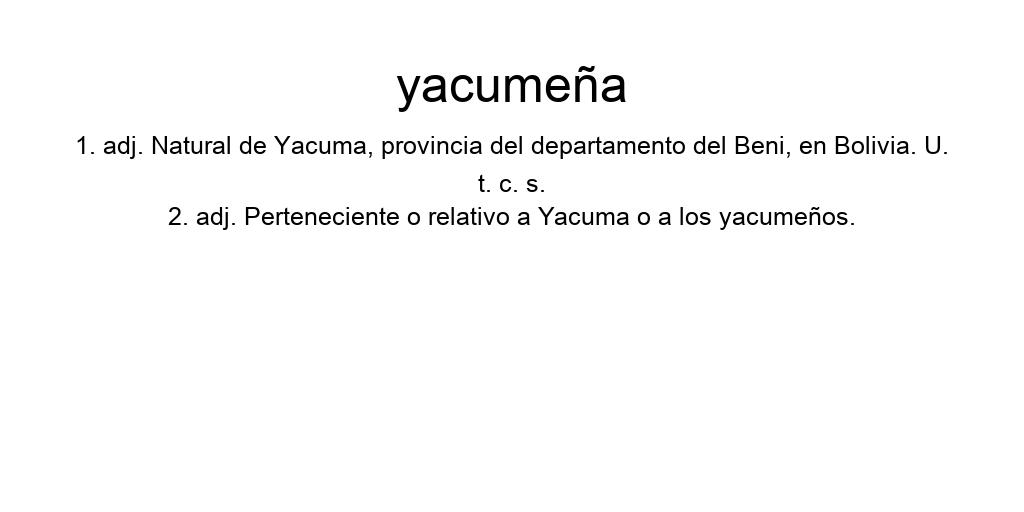 yacumeña
1. adj. Natural de Yacuma, provincia del departamento del Beni, en Bolivia. U.
t. c. s.
2. adj. Perteneciente o relativo a Yacuma o a los yacumeños.